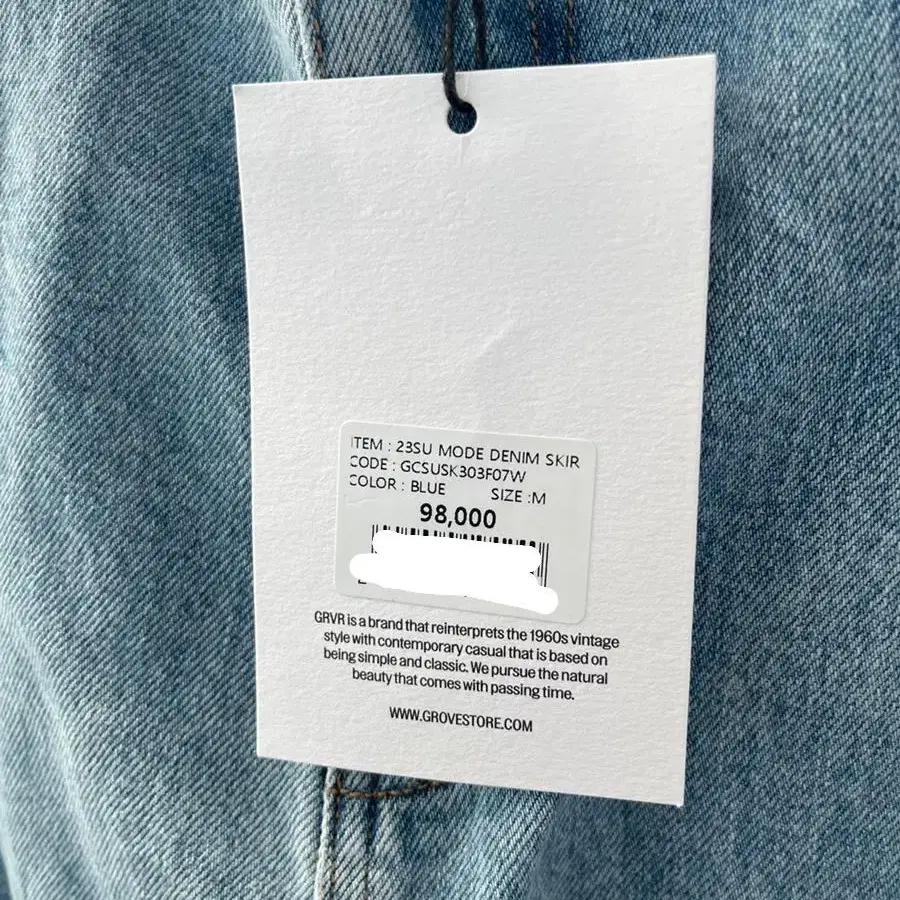 ITEM : 23SU MODE DENIM SKIR
CODE : GCSUSK303F07W
COLOR : BLUE SIZE :M
98,000
GRVR is a brand that reinterprets the 1960s vintage
style with contemporary casual that is based on
being simple and classic. We pursue the natural
beauty that comes with passing time.
WWW.GROVESTORE.COM